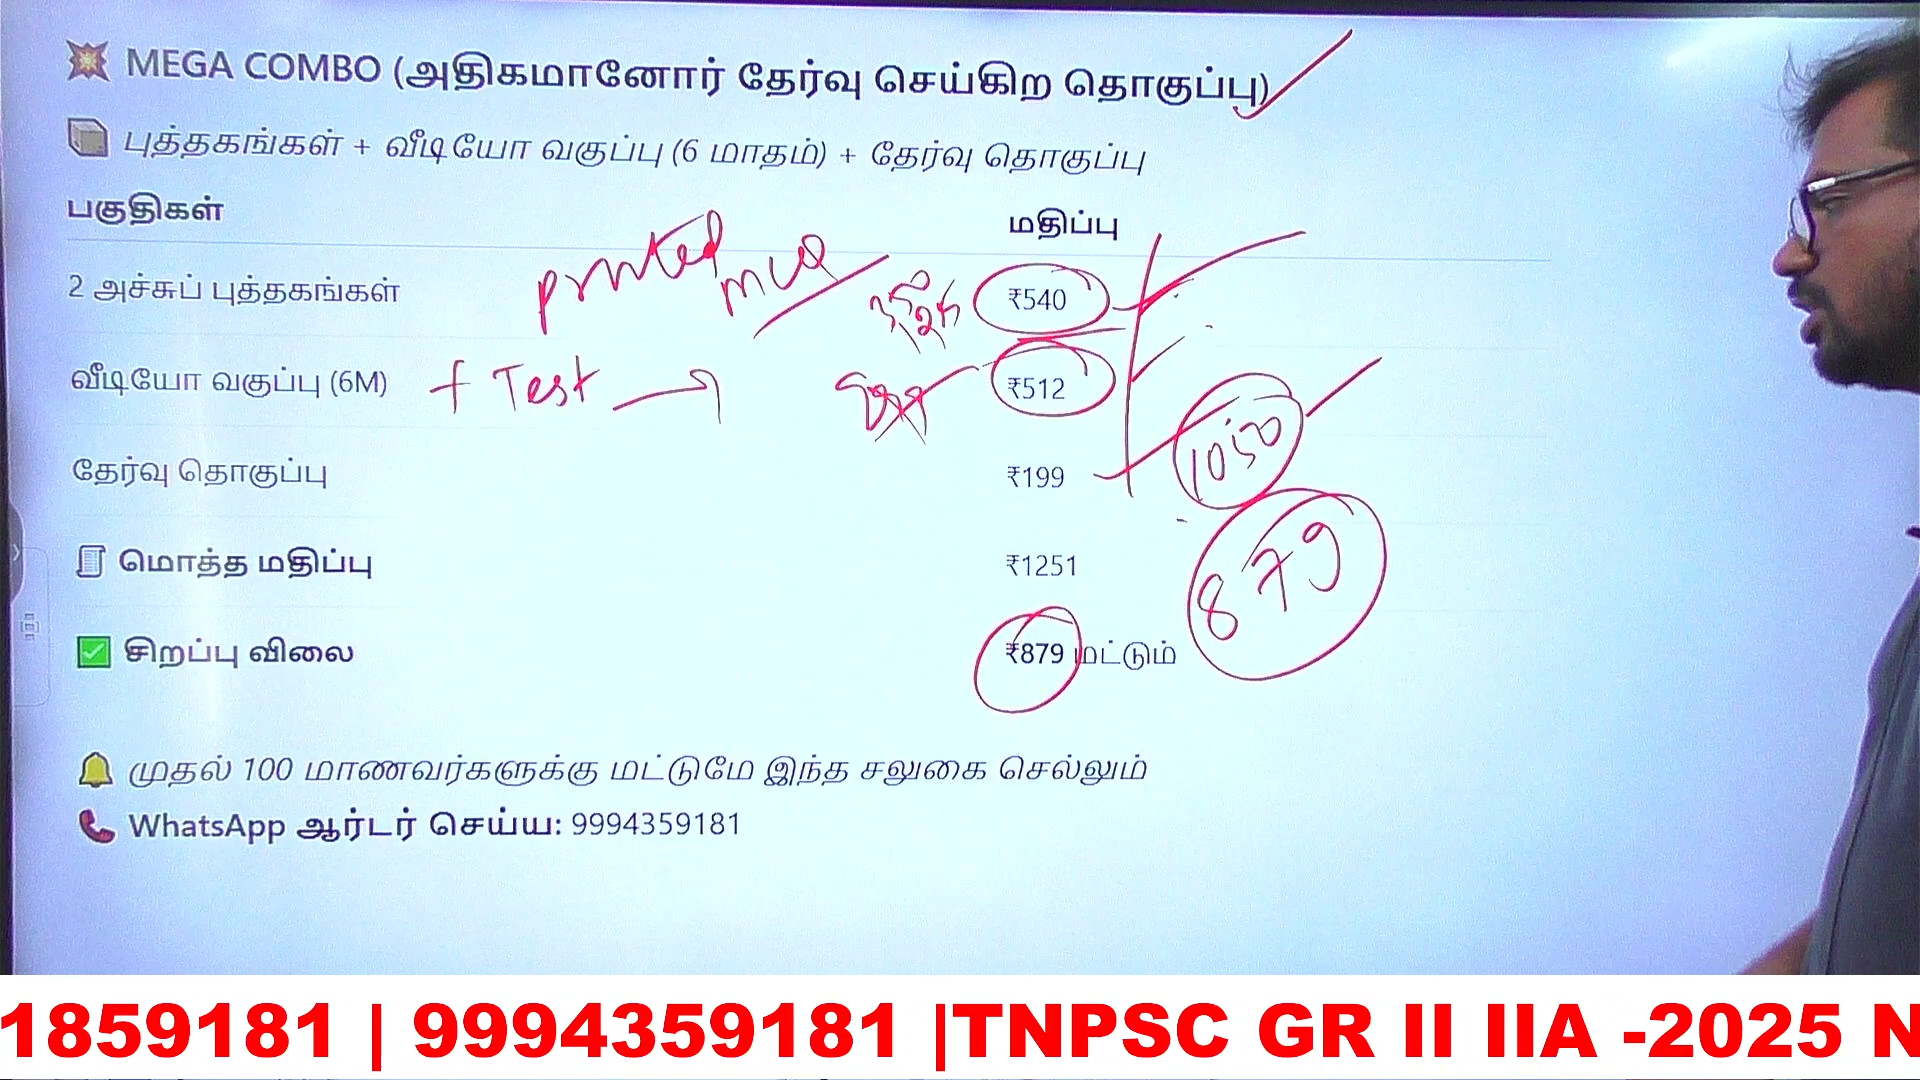 MEGA COMBO (அதிகமானோர் தேர்வு செய்கிற தொகுப்பு)
புத்தகங்கள் + வீடியோ வகுப்பு (6 மாதம்) + தேர்வு தொகுப்பு
பகுதிகள் மதிப்பு
printed MCQ
2 அச்சுப் புத்தகங்கள் ₹540
வீடியோ வகுப்பு (6M) + Test ₹512
1050
தேர்வு தொகுப்பு ₹199
மொத்த மதிப்பு ₹1251
879
சிறப்பு விலை ₹879 மட்டும்
முதல் 100 மாணவர்களுக்கு மட்டுமே இந்த சலுகை செல்லும்
WhatsApp ஆர்டர் செய்ய: 9994359181
1859181 | 9994359181 |TNPSC GR II IIA -2025 N